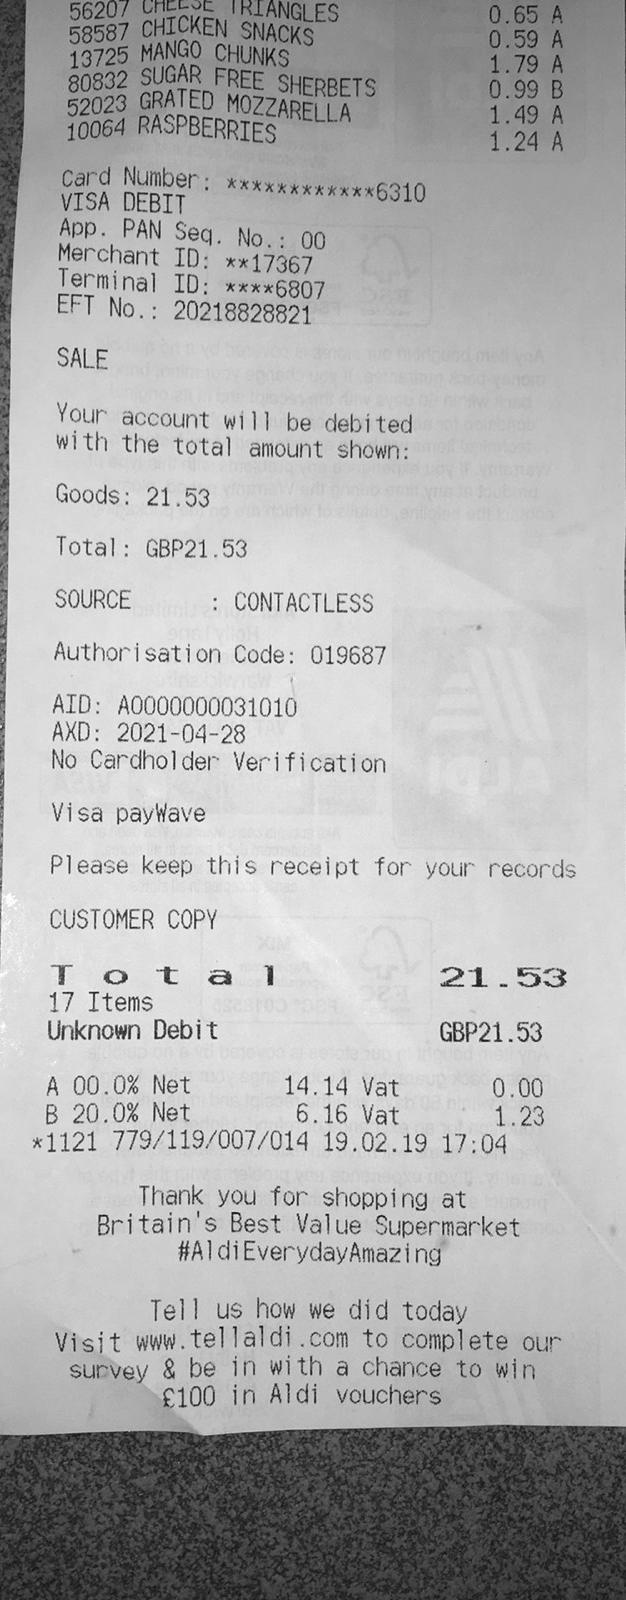 56207 CHEESE TRIANGLES 0.65 A
58587 CHICKEN SNACKS 0.59 A
13725 MANGO CHUNKS 1.79 A
80832 SUGAR FREE SHERBETS 0.99 B
52023 GRATED MOZZARELLA 1.49 A
10064 RASPBERRIES 1.24 A
Card Number: ************6310
VISA DEBIT
App. PAN Seq. No.: 00
Merchant ID: **17367
Terminal ID: ****6807
EFT No.: 20218828821
SALE
Your account will be debited
with the total amount shown:
Goods: 21.53
Total: GBP21.53
SOURCE : CONTACTLESS
Authorisation Code: 019687
AID: A0000000031010
AXD: 2021-04-28
No Cardholder Verification
Visa payWave
Please keep this receipt for your records
CUSTOMER COPY
Total 21.53
17 Items
Unknown Debit GBP21.53
A 00.0% Net 14.14 Vat 0.00
B 20.0% Net 6.16 Vat 1.23
*1121 779/119/007/014 19.02.19 17:04
Thank you for shopping at
Britain's Best Value Supermarket
#AldiEverydayAmazing
Tell us how we did today
Visit www.tellaldi.com to complete our
survey & be in with a chance to win
£100 in Aldi vouchers